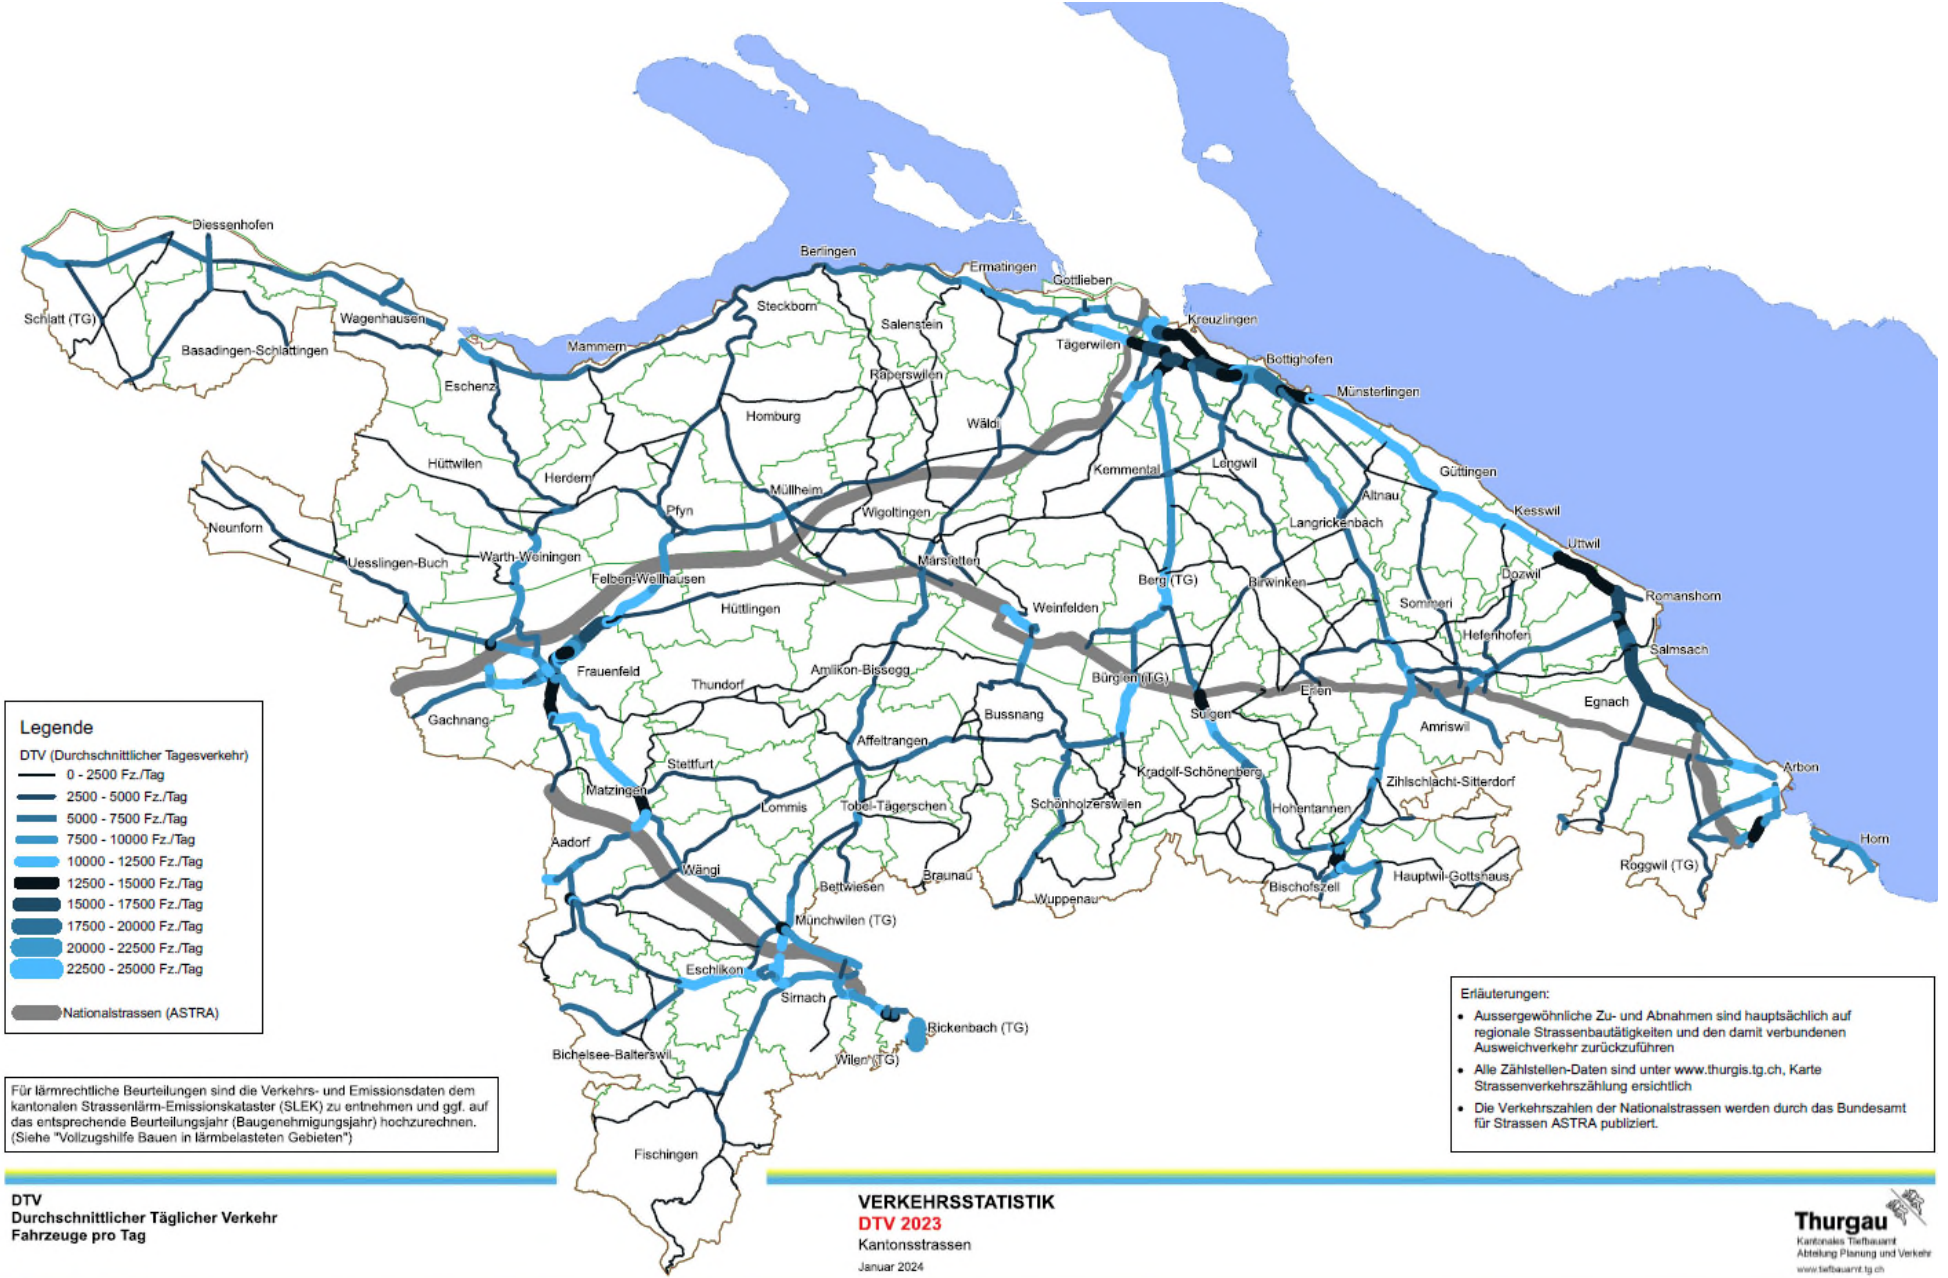 Diessenhofen
Schlatt (TG)
Basadingen-Schlattingen
Wagenhausen
Eschenz
Mammern
Berlingen
Steckborn
Ermatingen
Salenstein
Gottlieben
Kreuzlingen
Tägerwilen
Bottighofen
Münsterlingen
Raperswilen
Homburg
Wäldi
Hüttwilen
Herdern
Müllheim
Kemmental
Lengwil
Güttingen
Altnau
Neunforn
Pfyn
Wigoltingen
Langrickenbach
Kesswil
Uttwil
Uesslingen-Buch
Warth-Weiningen
Felben-Wellhausen
Märstetten
Berg (TG)
Birwinken
Dozwil
Romanshorn
Hüttlingen
Weinfelden
Sommeri
Hefenhofen
Salmsach
Frauenfeld
Amlikon-Bissegg
Bürglen (TG)
Thundorf
Erlen
Egnach
Gachnang
Bussnang
Sulgen
Amriswil
Affeltrangen
Stettfurt
Matzingen
Kradolf-Schönenberg
Zihlschlacht-Sitterdorf
Arbon
Lommis
Tobel-Tägerschen
Schönholzerswilen
Hohentannen
Aadorf
Horn
Wängi
Bettwiesen
Braunau
Wuppenau
Bischofszell
Hauptwil-Gottshaus
Roggwil (TG)
Münchwilen (TG)
Eschlikon
Sirnach
Rickenbach (TG)
Bichelsee-Balterswil
Wilen (TG)
Fischingen
Legende
DTV (Durchschnittlicher Tagesverkehr)
0 - 2500 Fz./Tag
2500 - 5000 Fz./Tag
5000 - 7500 Fz./Tag
7500 - 10000 Fz./Tag
10000 - 12500 Fz./Tag
12500 - 15000 Fz./Tag
15000 - 17500 Fz./Tag
17500 - 20000 Fz./Tag
20000 - 22500 Fz./Tag
22500 - 25000 Fz./Tag
Nationalstrassen (ASTRA)
Für lärmrechtliche Beurteilungen sind die Verkehrs- und Emissionsdaten dem
kantonalen Strassenlärm-Emissionskataster (SLEK) zu entnehmen und ggf. auf
das entsprechende Beurteilungsjahr (Baugenehmigungsjahr) hochzurechnen.
(Siehe "Vollzugshilfe Bauen in lärmbelasteten Gebieten")
Erläuterungen:
• Aussergewöhnliche Zu- und Abnahmen sind hauptsächlich auf
regionale Strassenbautätigkeiten und den damit verbundenen
Ausweichverkehr zurückzuführen
• Alle Zählstellen-Daten sind unter www.thurgis.tg.ch, Karte
Strassenverkehrszählung ersichtlich
• Die Verkehrszahlen der Nationalstrassen werden durch das Bundesamt
für Strassen ASTRA publiziert.
DTV
Durchschnittlicher Täglicher Verkehr
Fahrzeuge pro Tag
VERKEHRSSTATISTIK
DTV 2023
Kantonsstrassen
Januar 2024
Thurgau
Kantonales Tiefbauamt
Abteilung Planung und Verkehr
www.tiefbauamt.tg.ch